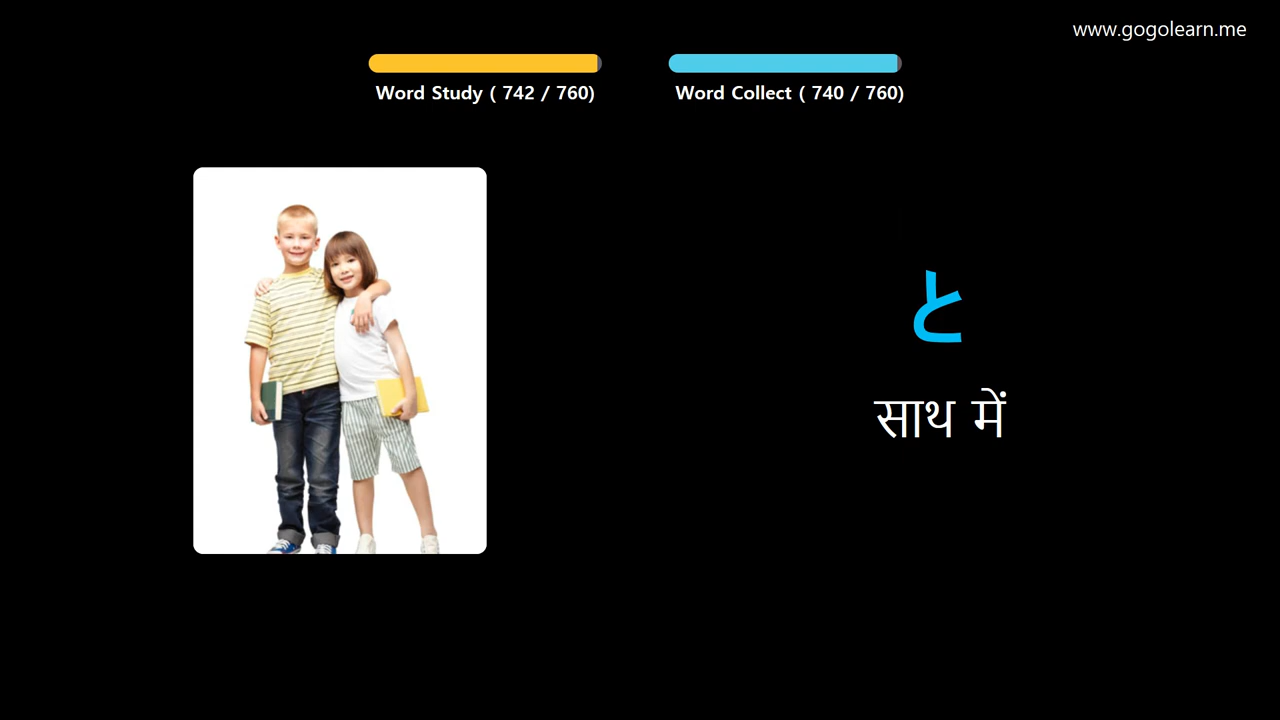 www.gogolearn.me
Word Study ( 742 / 760)
Word Collect ( 740 / 760)
と
साथ में